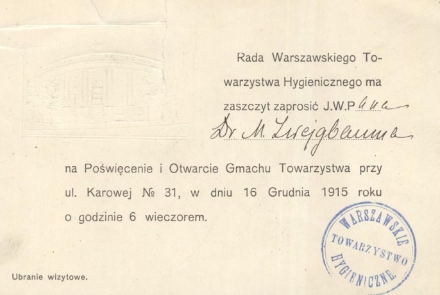 Rada Warszawskiego To-
warzystwa Hygienicznego ma
zaszczyt zaprosić J.W.Pana
Dr M. Zwejgbauma
na Poświęcenie i Otwarcie Gmachu Towarzystwa przy
ul. Karowej № 31, w dniu 16 Grudnia 1915 roku
o godzinie 6 wieczorem.
WARSZAWSKIE
TOWARZYSTWO
HYGIENICZNE.
Ubranie wizytowe.